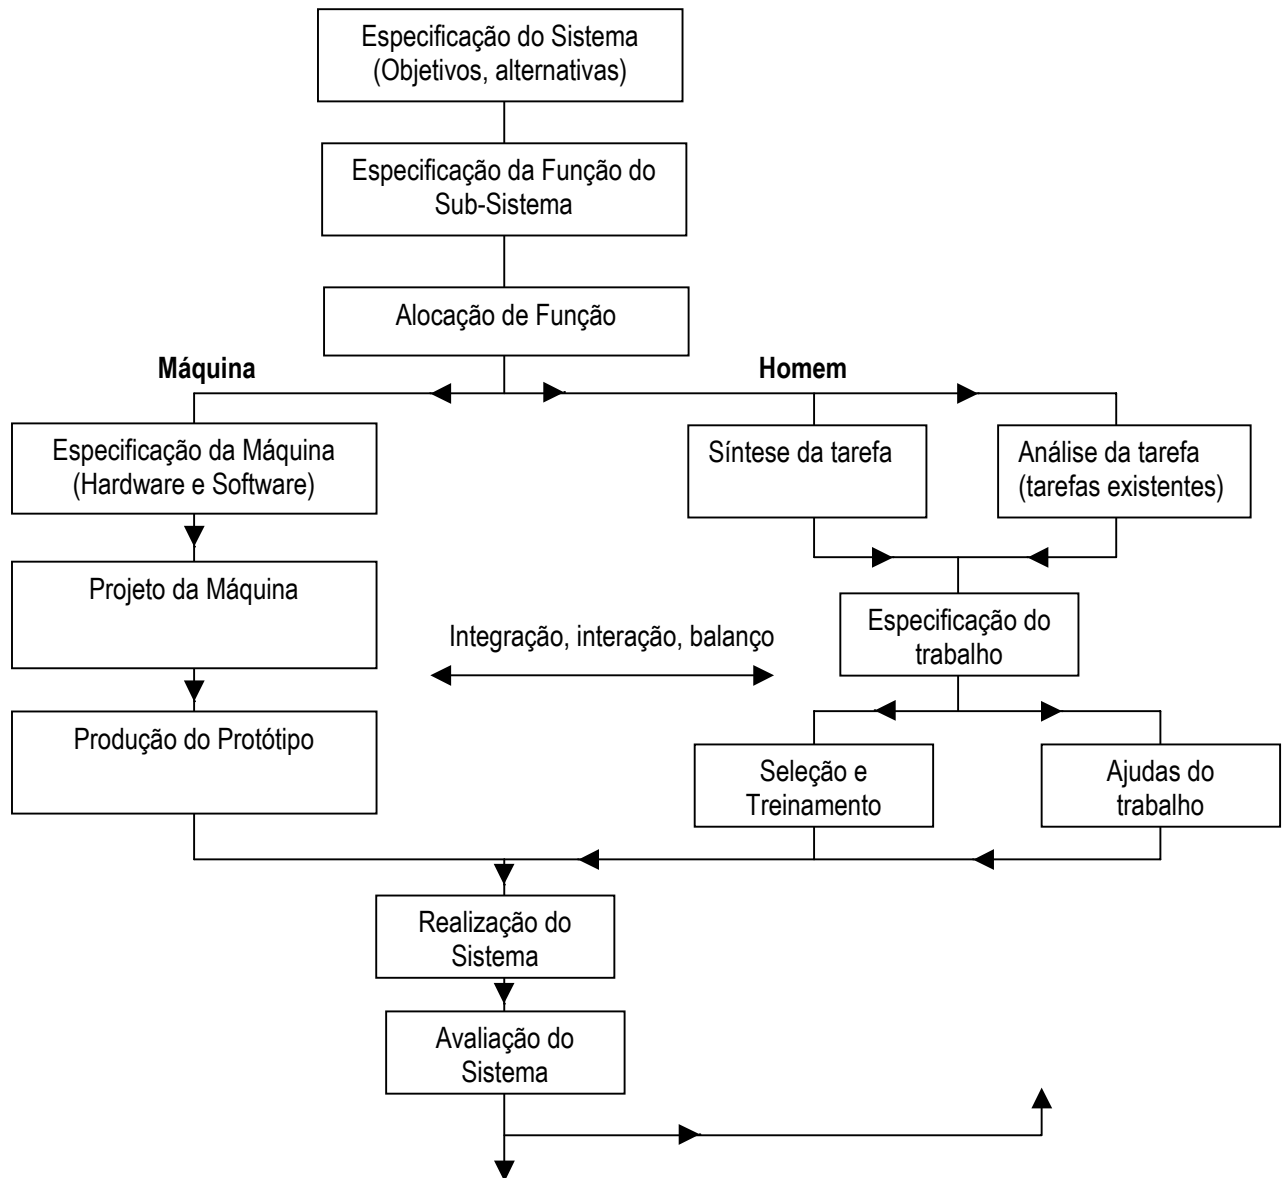 Especificação do Sistema
(Objetivos, alternativas)
Especificação da Função do
Sub-Sistema
Alocação de Função
Máquina
Homem
Especificação da Máquina
(Hardware e Software)
Síntese da tarefa
Análise da tarefa
(tarefas existentes)
Projeto da Máquina
Integração, interação, balanço
Especificação do
trabalho
Produção do Protótipo
Seleção e
Treinamento
Ajudas do
trabalho
Realização do
Sistema
Avaliação do
Sistema